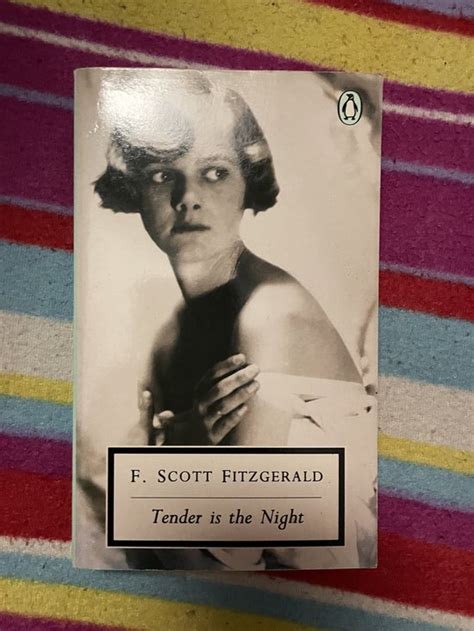 F. SCOTT FITZGERALD
Tender is the Night